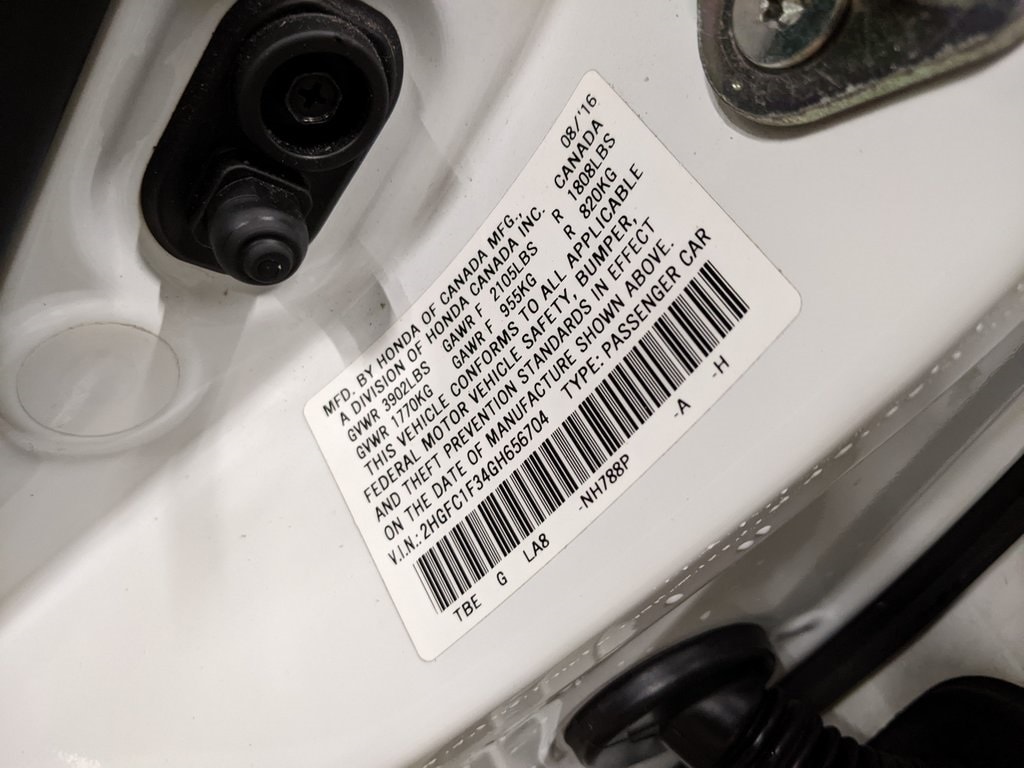 MFD. BY HONDA OF CANADA MFG., 08/'16
A DIVISION OF HONDA CANADA INC. CANADA
GVWR 3902LBS GAWR F 2105LBS R 1808LBS
GVWR 1770KG GAWR F 955KG R 820KG
THIS VEHICLE CONFORMS TO ALL APPLICABLE
FEDERAL MOTOR VEHICLE SAFETY, BUMPER,
AND THEFT PREVENTION STANDARDS IN EFFECT
ON THE DATE OF MANUFACTURE SHOWN ABOVE.
V.I.N.:2HGFC1F34GH656704 TYPE: PASSENGER CAR
TBE G LA8 -NH788P -A -H